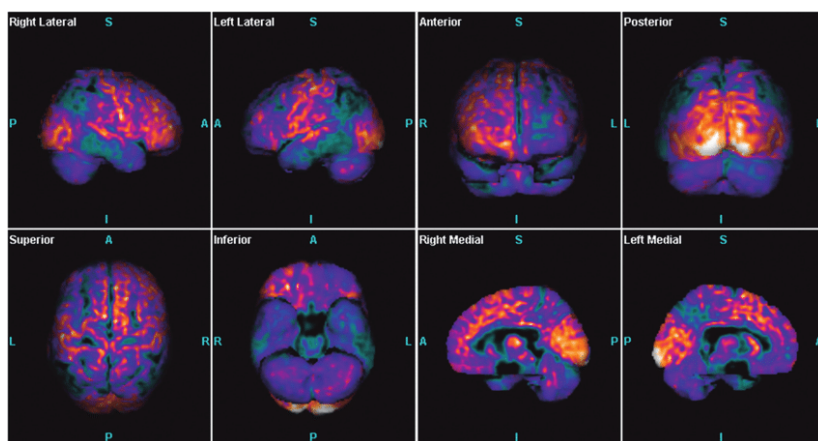 Right Lateral S
P A
I
Left Lateral S
A P
I
Anterior S
R L
I
Posterior S
L
I
Superior A
L R
P
Inferior A
R L
P
Right Medial S
A P
I
Left Medial S
P A
I